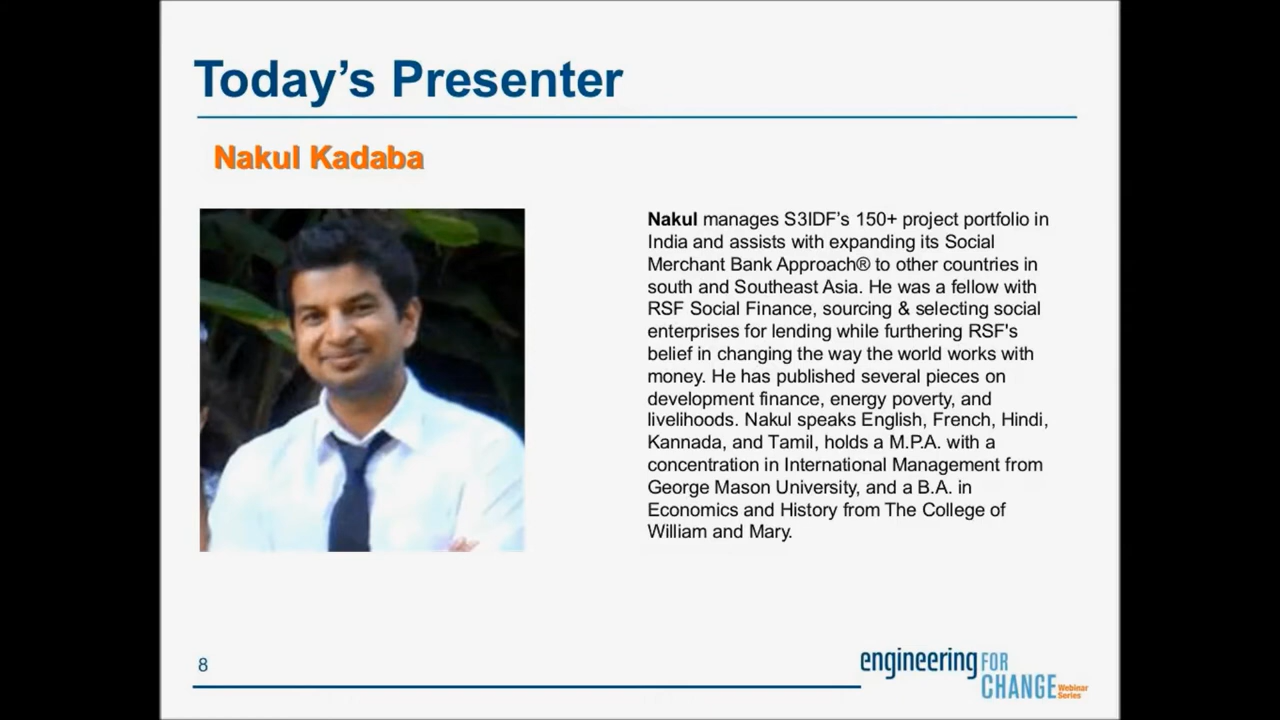 Today’s Presenter
Nakul Kadaba
Nakul manages S3IDF’s 150+ project portfolio in
India and assists with expanding its Social
Merchant Bank Approach® to other countries in
south and Southeast Asia. He was a fellow with
RSF Social Finance, sourcing & selecting social
enterprises for lending while furthering RSF's
belief in changing the way the world works with
money. He has published several pieces on
development finance, energy poverty, and
livelihoods. Nakul speaks English, French, Hindi,
Kannada, and Tamil, holds a M.P.A. with a
concentration in International Management from
George Mason University, and a B.A. in
Economics and History from The College of
William and Mary.
8
engineering FOR
CHANGE Webinar
Series